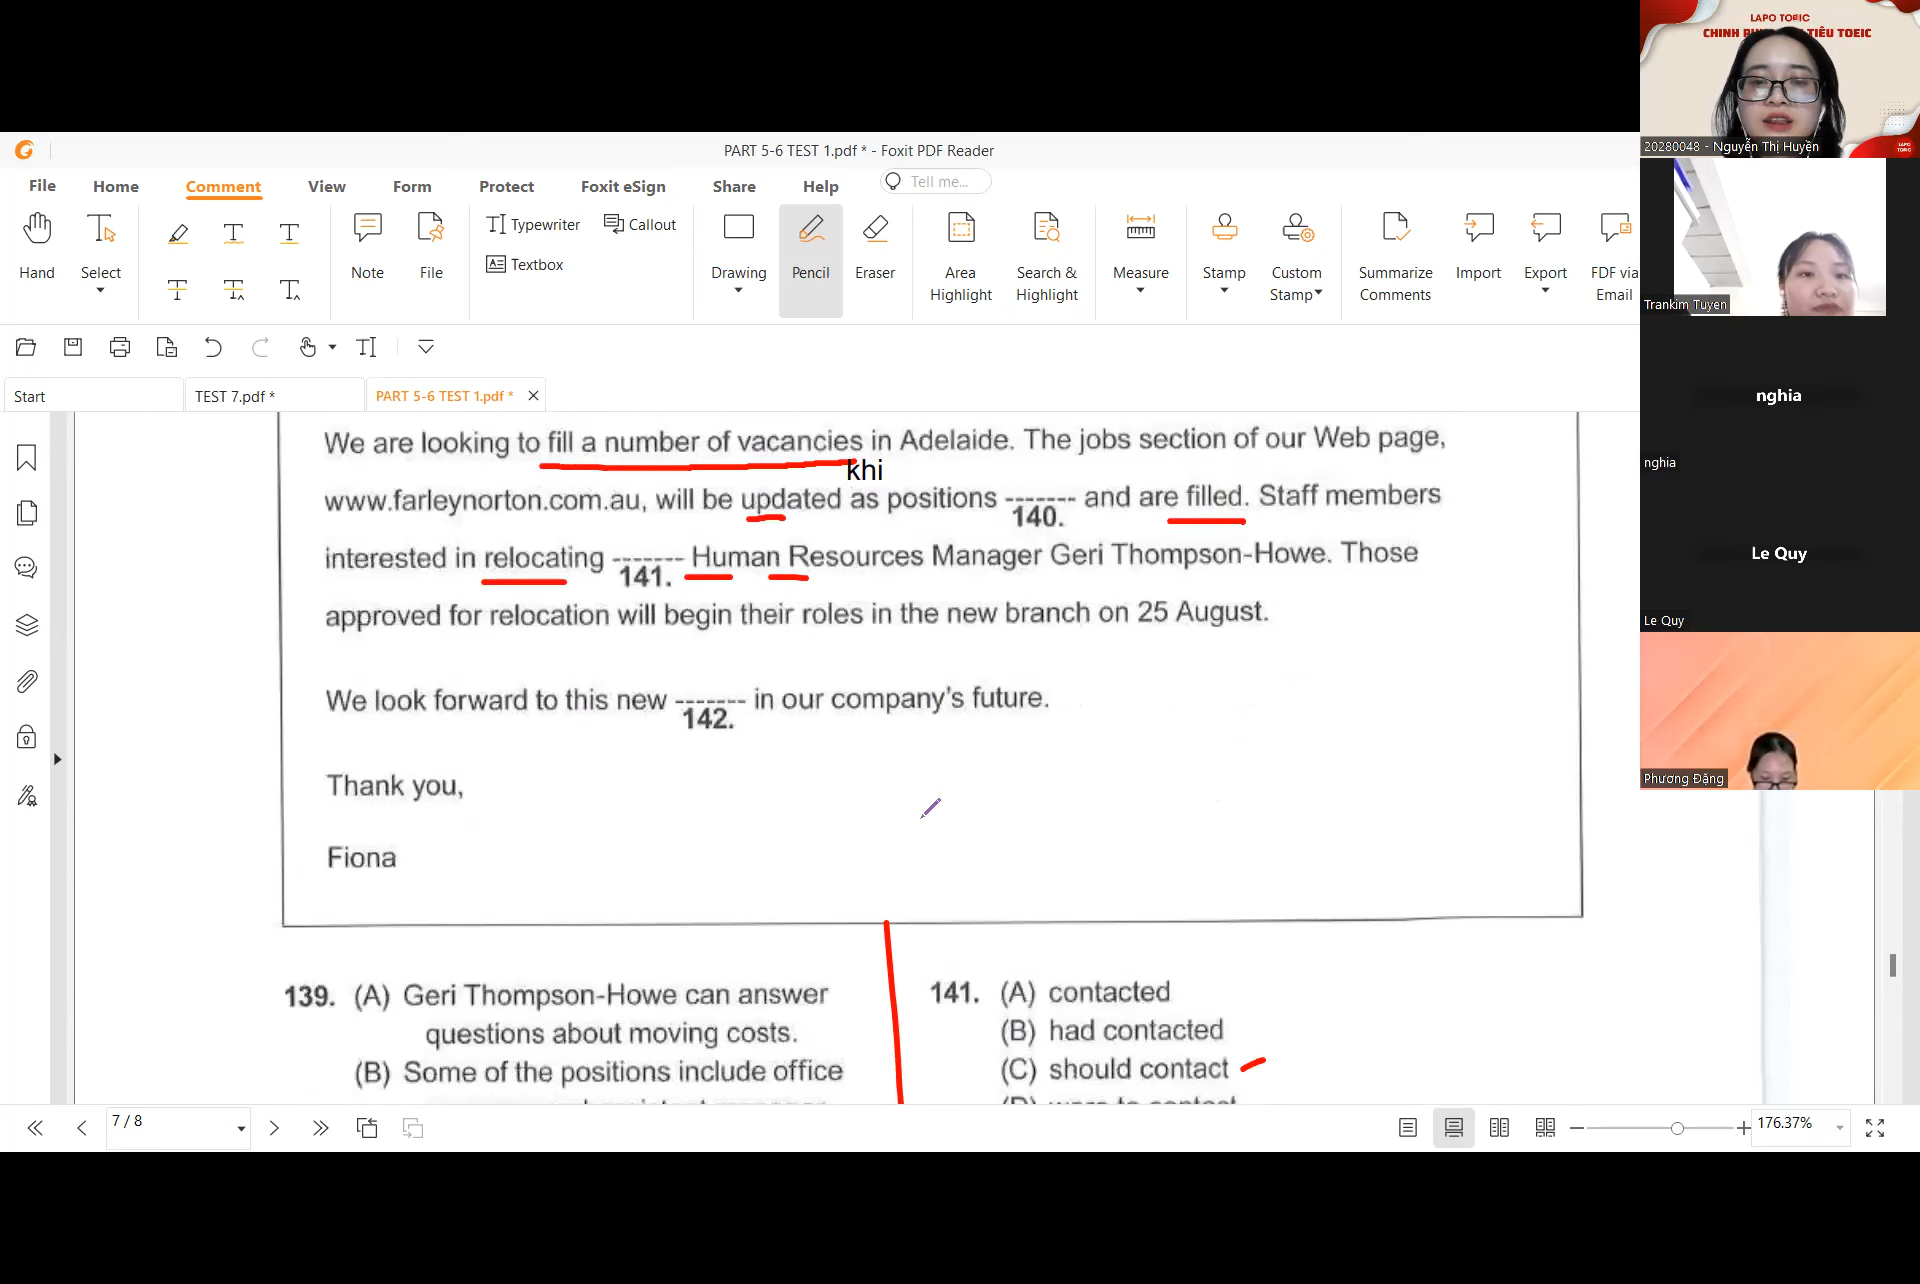 LAPO TOEIC
CHINH TIÊU TOEIC
20280048 - Nguyễn Thị Huyền
PART 5-6 TEST 1.pdf * - Foxit PDF Reader
File Home Comment View Form Protect Foxit eSign Share Help Tell me...
Hand Select Note File Typewriter Callout Textbox Drawing Pencil Eraser Area Highlight Search & Highlight Measure Stamp Custom Stamp Summarize Comments Import Export FDF via Email
Trankim Tuyen
Start TEST 7.pdf * PART 5-6 TEST 1.pdf *
nghia
nghia
Le Quy
Le Quy
Phương Đặng
We are looking to fill a number of vacancies in Adelaide. The jobs section of our Web page,
khi
www.farleynorton.com.au, will be updated as positions ------- and are filled. Staff members
140.
interested in relocating ------- Human Resources Manager Geri Thompson-Howe. Those
141.
approved for relocation will begin their roles in the new branch on 25 August.
We look forward to this new ------- in our company's future.
142.
Thank you,
Fiona
139. (A) Geri Thompson-Howe can answer
questions about moving costs.
(B) Some of the positions include office
141. (A) contacted
(B) had contacted
(C) should contact
7 / 8
176.37%